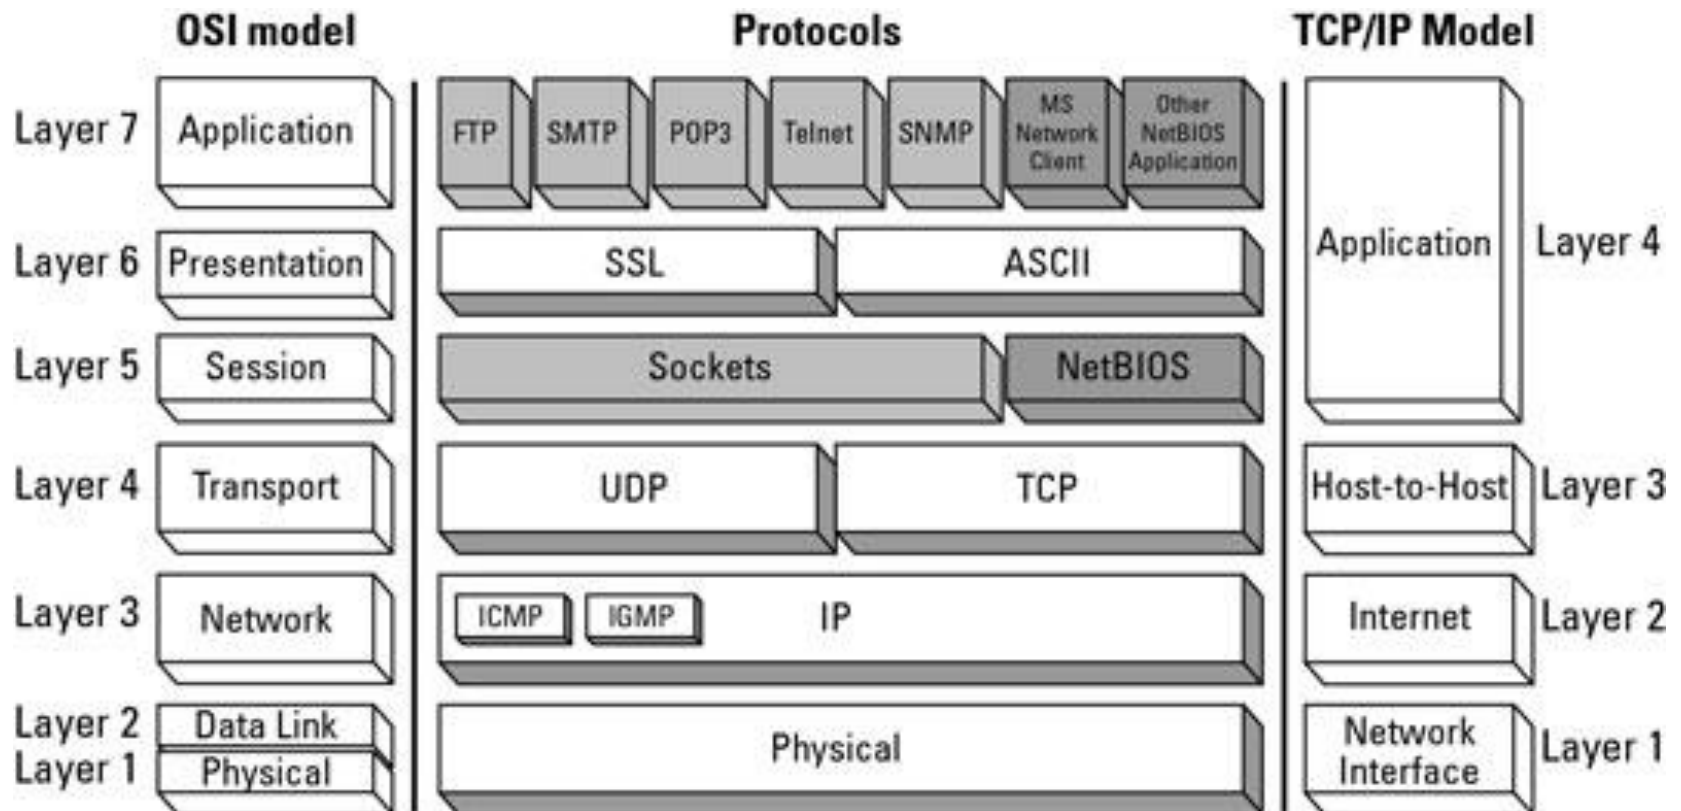 OSI model Protocols TCP/IP Model
Layer 7 Application FTP SMTP POP3 Telnet SNMP MS Network Client Other NetBIOS Application
Layer 6 Presentation SSL ASCII Application Layer 4
Layer 5 Session Sockets NetBIOS
Layer 4 Transport UDP TCP Host-to-Host Layer 3
Layer 3 Network ICMP IGMP IP Internet Layer 2
Layer 2 Data Link
Layer 1 Physical
Physical
Network Interface Layer 1